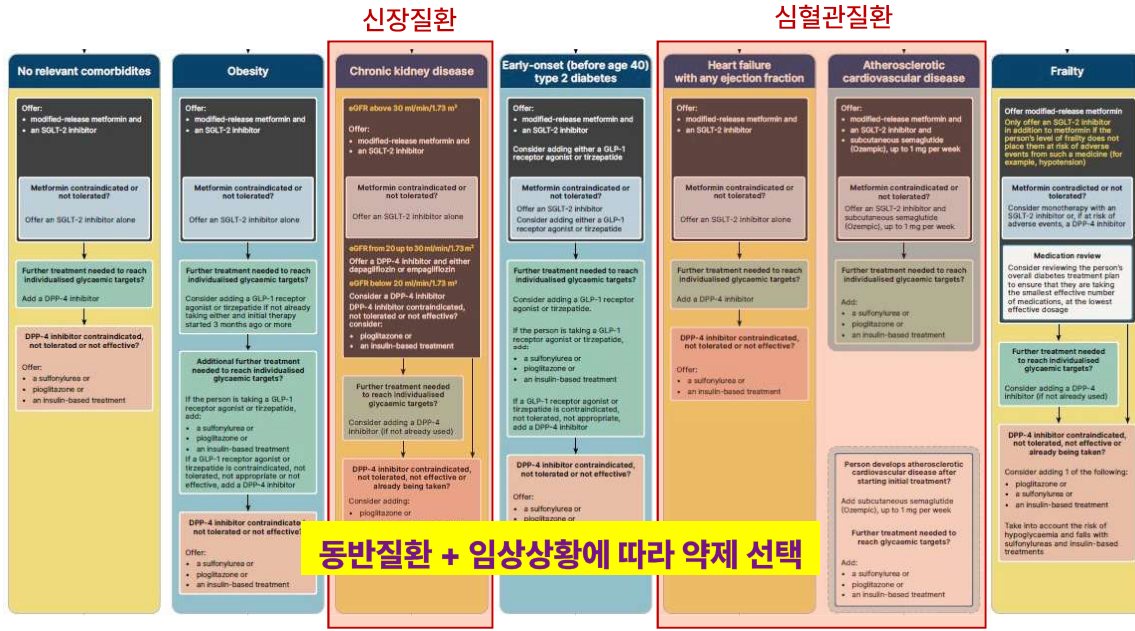 신장질환
심혈관질환
No relevant comorbidites
Offer:
• modified-release metformin and
• an SGLT-2 inhibitor
Metformin contraindicated or
not tolerated?
Offer an SGLT-2 inhibitor alone
Further treatment needed to reach
individualised glycaemic targets?
Add a DPP-4 inhibitor
DPP-4 inhibitor contraindicated,
not tolerated or not effective?
Offer:
• a sulfonylurea or
• pioglitazone or
• an insulin-based treatment
Obesity
Offer:
• modified-release metformin and
• an SGLT-2 inhibitor
Metformin contraindicated or
not tolerated?
Offer an SGLT-2 inhibitor alone
Further treatment needed to reach
individualised glycaemic targets?
Consider adding a GLP-1 receptor
agonist or tirzepatide if not already
taking either and initial therapy
started 3 months ago or more
Additional further treatment
needed to reach individualised
glycaemic targets?
If the person is taking a GLP-1
receptor agonist or tirzepatide,
add:
• a sulfonylurea or
• pioglitazone or
• an insulin-based treatment
If a GLP-1 receptor agonist or
tirzepatide is contraindicated, not
tolerated, not appropriate or not
effective, add a DPP-4 inhibitor
DPP-4 inhibitor contraindicated,
not tolerated or not effective?
Offer:
• a sulfonylurea or
• pioglitazone or
• an insulin-based treatment
Chronic kidney disease
eGFR above 30 ml/min/1.73 m²
Offer:
• modified-release metformin and
• an SGLT-2 inhibitor
Metformin contraindicated or
not tolerated?
Offer an SGLT-2 inhibitor alone
eGFR from 20 up to 30 ml/min/1.73 m²
Offer a DPP-4 inhibitor and either
dapagliflozin or empagliflozin
eGFR below 20 ml/min/1.73 m²
Consider a DPP-4 inhibitor
DPP-4 inhibitor contraindicated,
not tolerated or not effective?
consider:
• pioglitazone or
• an insulin-based treatment
Further treatment needed
to reach individualised
glycaemic targets?
Consider adding a DPP-4
inhibitor (if not already used)
DPP-4 inhibitor contraindicated,
not tolerated, not effective or
already being taken?
Consider adding:
• pioglitazone or
Early-onset (before age 40)
type 2 diabetes
Offer:
• modified-release metformin and
• an SGLT-2 inhibitor
Consider adding either a GLP-1
receptor agonist or tirzepatide
Metformin contraindicated or
not tolerated?
Offer an SGLT-2 inhibitor
Consider adding either a GLP-1
receptor agonist or tirzepatide
Further treatment needed to reach
individualised glycaemic targets?
Consider adding a GLP-1 receptor
agonist or tirzepatide.
If the person is taking a GLP-1
receptor agonist or tirzepatide,
add:
• a sulfonylurea or
• pioglitazone or
• an insulin-based treatment
If a GLP-1 receptor agonist or
tirzepatide is contraindicated,
not tolerated, not appropriate,
add a DPP-4 inhibitor
DPP-4 inhibitor contraindicated,
not tolerated or not effective?
Offer:
• a sulfonylurea or
• pioglitazone or
Heart failure
with any ejection fraction
Offer:
• modified-release metformin and
• an SGLT-2 inhibitor
Metformin contraindicated or
not tolerated?
Offer an SGLT-2 inhibitor alone
Further treatment needed to reach
individualised glycaemic targets?
Add a DPP-4 inhibitor
DPP-4 inhibitor contraindicated,
not tolerated or not effective?
Offer:
• a sulfonylurea or
• pioglitazone or
• an insulin-based treatment
Atherosclerotic
cardiovascular disease
Offer:
• modified-release metformin and
• an SGLT-2 inhibitor and
• subcutaneous semaglutide
(Ozempic), up to 1 mg per week
Metformin contraindicated or
not tolerated?
Offer an SGLT-2 inhibitor and
subcutaneous semaglutide
(Ozempic), up to 1 mg per week
Further treatment needed to reach
individualised glycaemic targets?
Add:
• a sulfonylurea or
• pioglitazone or
• an insulin-based treatment
Person develops atherosclerotic
cardiovascular disease after
starting initial treatment?
Add subcutaneous semaglutide
(Ozempic), up to 1 mg per week
Further treatment needed to
reach glycaemic targets?
Add:
• a sulfonylurea or
• pioglitazone or
• an insulin-based treatment
Frailty
Offer modified-release metformin
Only offer an SGLT-2 inhibitor
in addition to metformin if the
person's level of frailty does not
place them at risk of adverse
events from such a medicine (for
example, hypotension)
Metformin contradicted or not
tolerated?
Consider monotherapy with an
SGLT-2 inhibitor or, if at risk of
adverse events, a DPP-4 inhibitor
Medication review
Consider reviewing the person's
overall diabetes treatment plan
to ensure that they are taking
the smallest effective number
of medications, at the lowest
effective dosage
Further treatment needed
to reach individualised
glycaemic targets?
Consider adding a DPP-4
inhibitor (if not already used)
DPP-4 inhibitor contraindicated,
not tolerated, not effective or
already being taken?
Consider adding 1 of the following:
• pioglitazone or
• a sulfonylurea or
• an insulin-based treatment
Take into account the risk of
hypoglycaemia and falls with
sulfonylureas and insulin-based
treatments
동반질환 + 임상상황에 따라 약제 선택